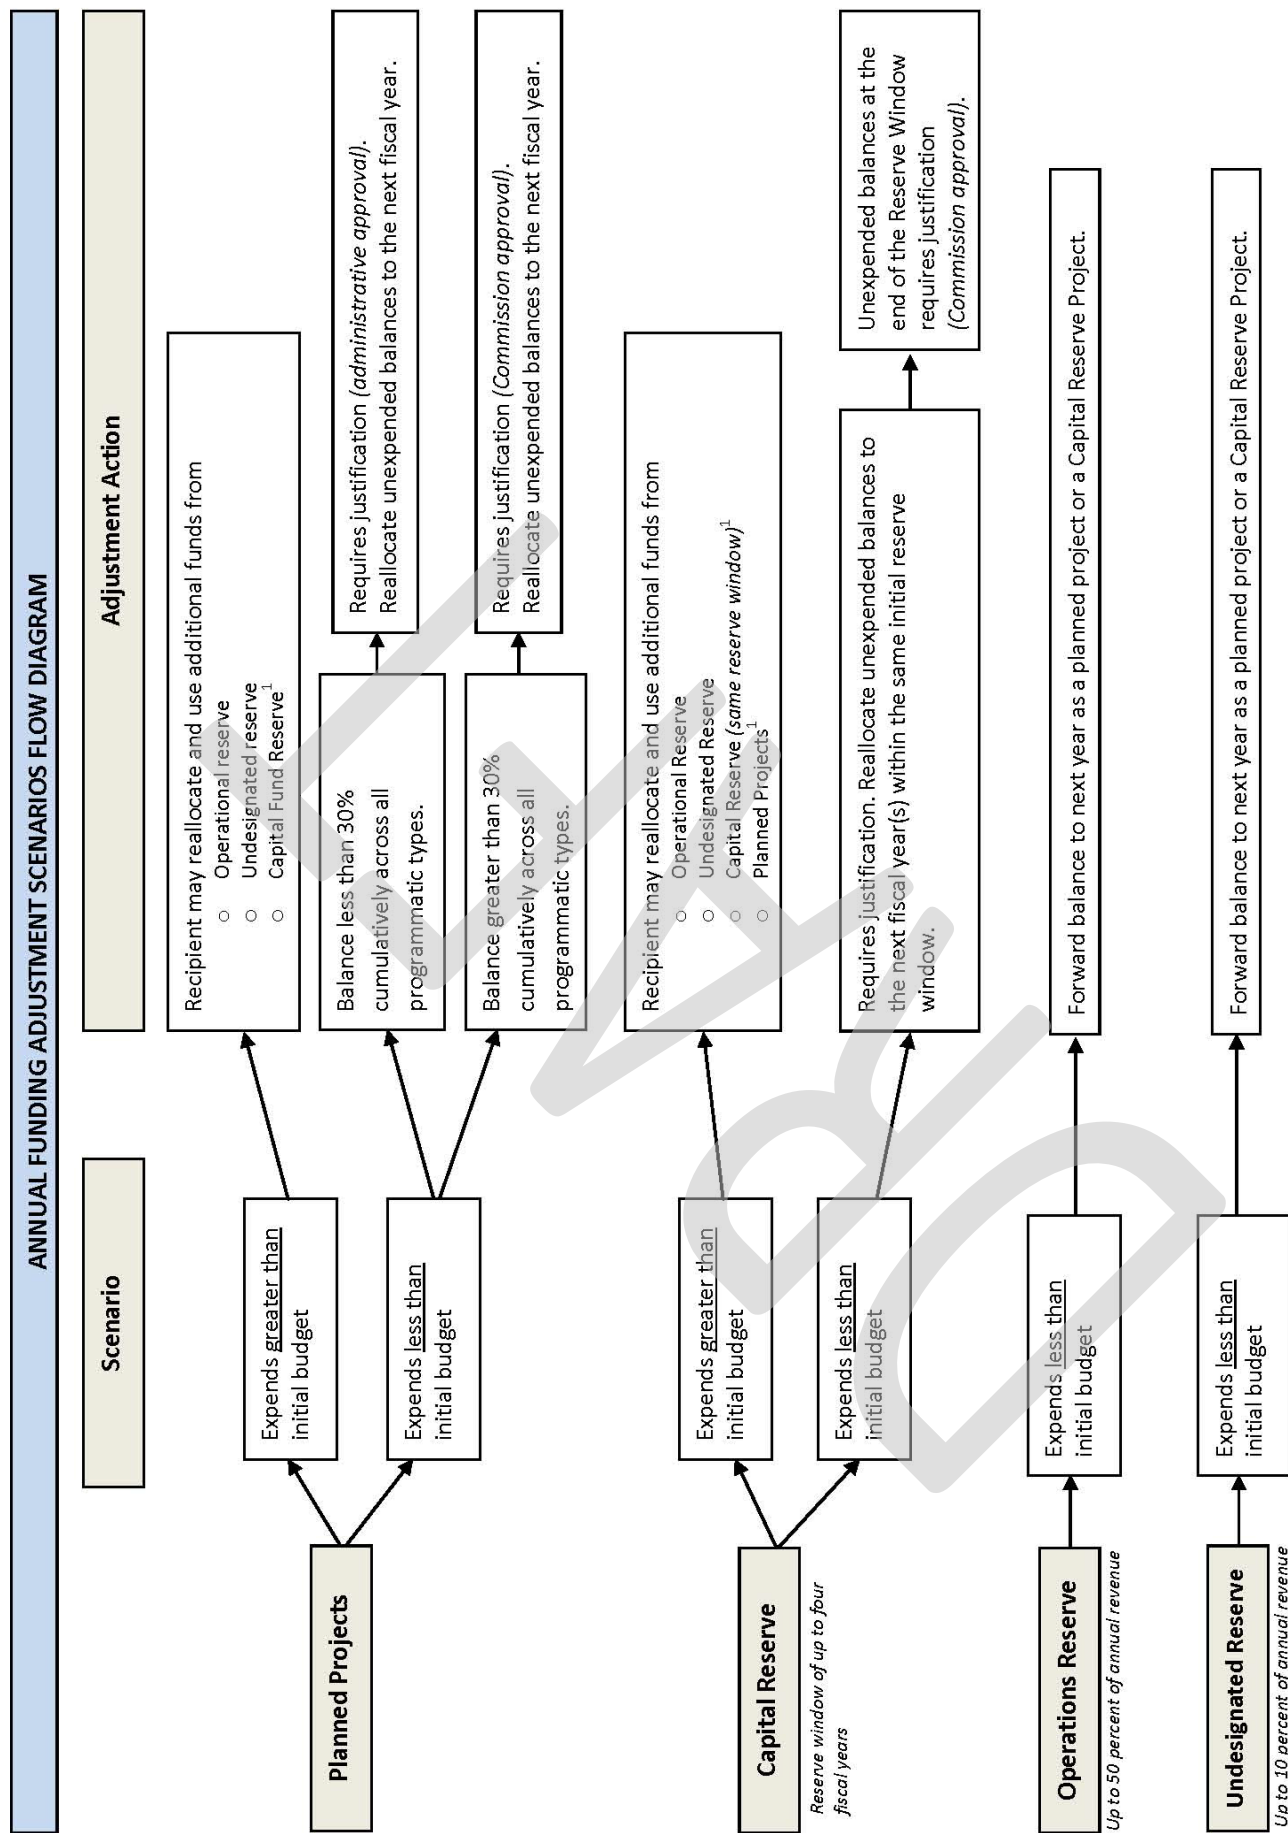 ANNUAL FUNDING ADJUSTMENT SCENARIOS FLOW DIAGRAM
Scenario
Adjustment Action
Planned Projects
Expends greater than
initial budget
Recipient may reallocate and use additional funds from
○ Operational reserve
○ Undesignated reserve
○ Capital Fund Reserve¹
Expends less than
initial budget
Balance less than 30%
cumulatively across all
programmatic types.
Requires justification (administrative approval).
Reallocate unexpended balances to the next fiscal year.
Balance greater than 30%
cumulatively across all
programmatic types.
Requires justification (Commission approval).
Reallocate unexpended balances to the next fiscal year.
Capital Reserve
Reserve window of up to four
fiscal years
Expends greater than
initial budget
Recipient may reallocate and use additional funds from
○ Operational Reserve
○ Undesignated Reserve
○ Capital Reserve (same reserve window)¹
○ Planned Projects¹
Expends less than
initial budget
Requires justification. Reallocate unexpended balances to
the next fiscal year(s) within the same initial reserve
window.
Unexpended balances at the
end of the Reserve Window
requires justification
(Commission approval).
Operations Reserve
Up to 50 percent of annual revenue
Expends less than
initial budget
Forward balance to next year as a planned project or a Capital Reserve Project.
Undesignated Reserve
Up to 10 percent of annual revenue
Expends less than
initial budget
Forward balance to next year as a planned project or a Capital Reserve Project.
DRAFT